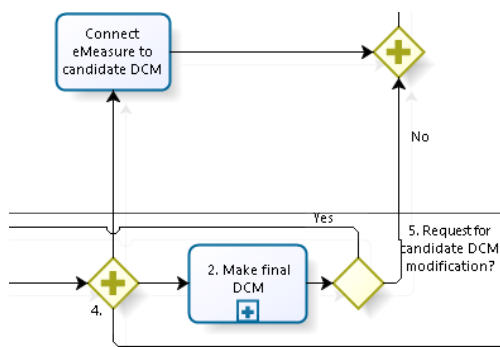 Connect
eMeasure to
candidate DCM
No
Yes
5. Request for
candidate DCM
modification?
2. Make final
DCM
4.